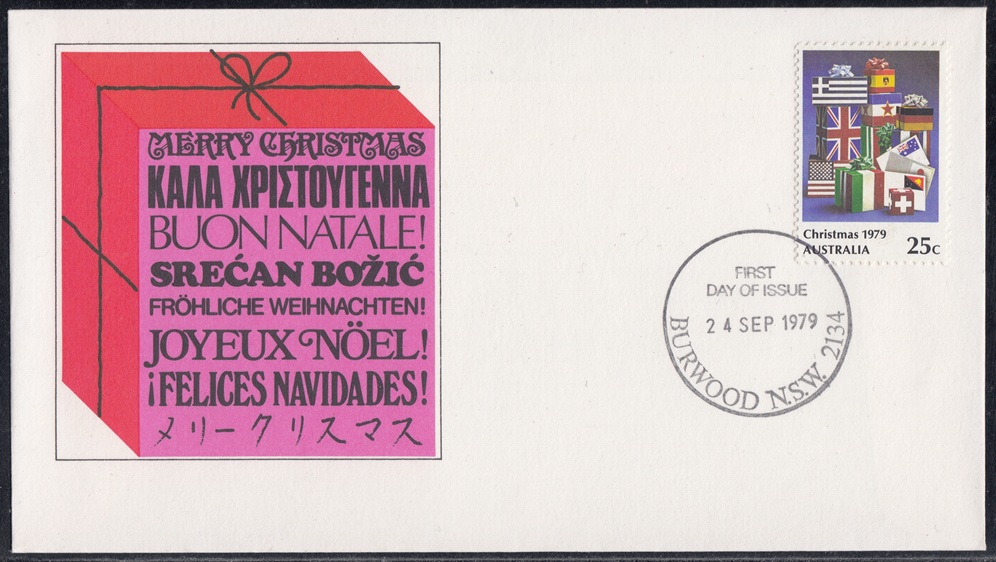 MERRY CHRISTMAS
ΚΑΛΑ ΧΡΙΣΤΟΥΓΕΝΝΑ
BUON NATALE!
SREĆAN BOŽIĆ
FRÖHLICHE WEIHNACHTEN!
JOYEUX NÖEL!
¡FELICES NAVIDADES!
メリークリスマス
Christmas 1979
AUSTRALIA 25c
FIRST
DAY OF ISSUE
24 SEP 1979
BURWOOD N.S.W. 2134